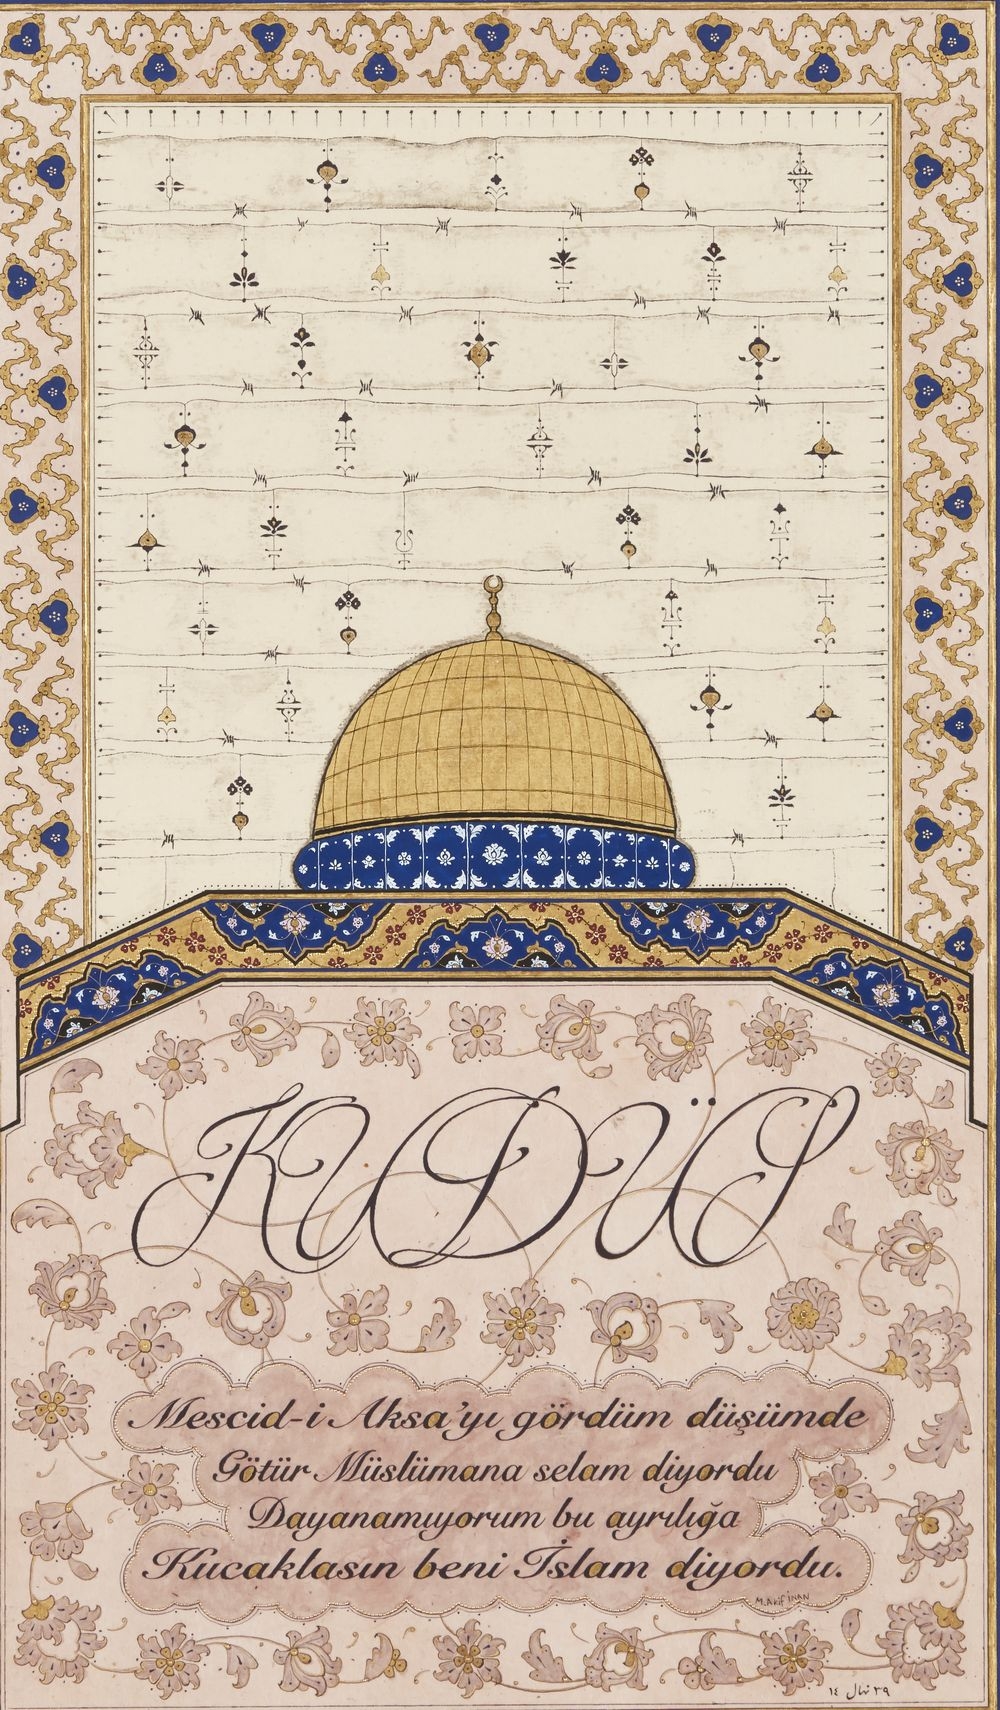 KUDÜS
Mescid-i Aksa'yı gördüm düşümde
Götür Müslümana selam diyordu
Dayanamıyorum bu ayrılığa
Kucaklasın beni İslam diyordu.
M. Akif İNAN